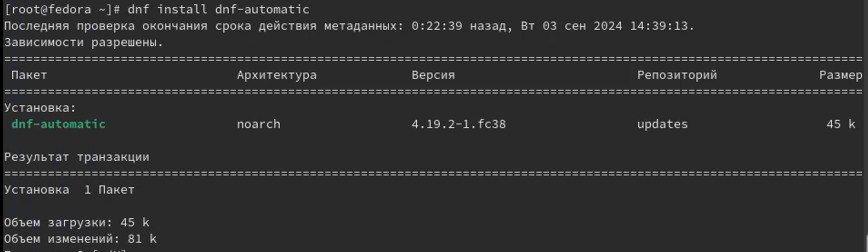 [root@fedora ~]# dnf install dnf-automatic
Последняя проверка окончания срока действия метаданных: 0:22:39 назад, Вт 03 сен 2024 14:39:13.
Зависимости разрешены.
================================================================================
Пакет Архитектура Версия Репозиторий Размер
================================================================================
Установка:
dnf-automatic noarch 4.19.2-1.fc38 updates 45 k

Результат транзакции
================================================================================
Установка 1 Пакет

Объем загрузки: 45 k
Объем изменений: 81 k